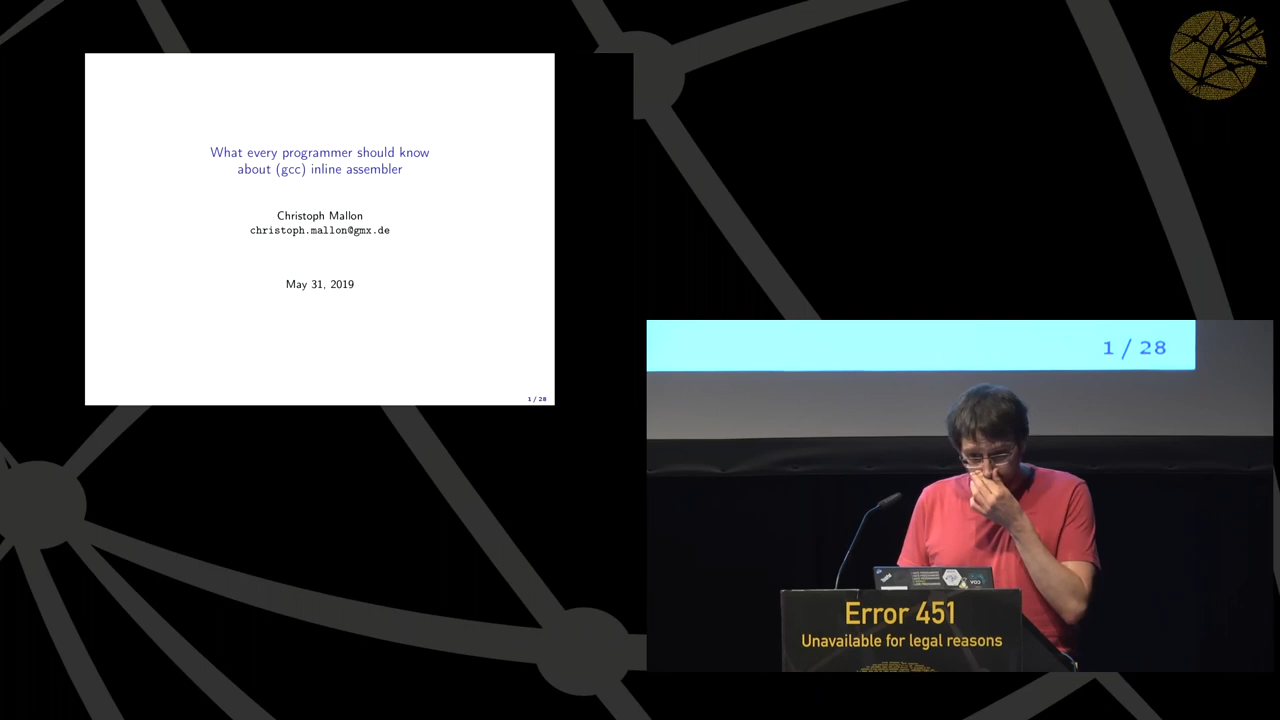 What every programmer should know
about (gcc) inline assembler
Christoph Mallon
christoph.mallon@gmx.de
May 31, 2019
1 / 28
1 / 28
Error 451
Unavailable for legal reasons